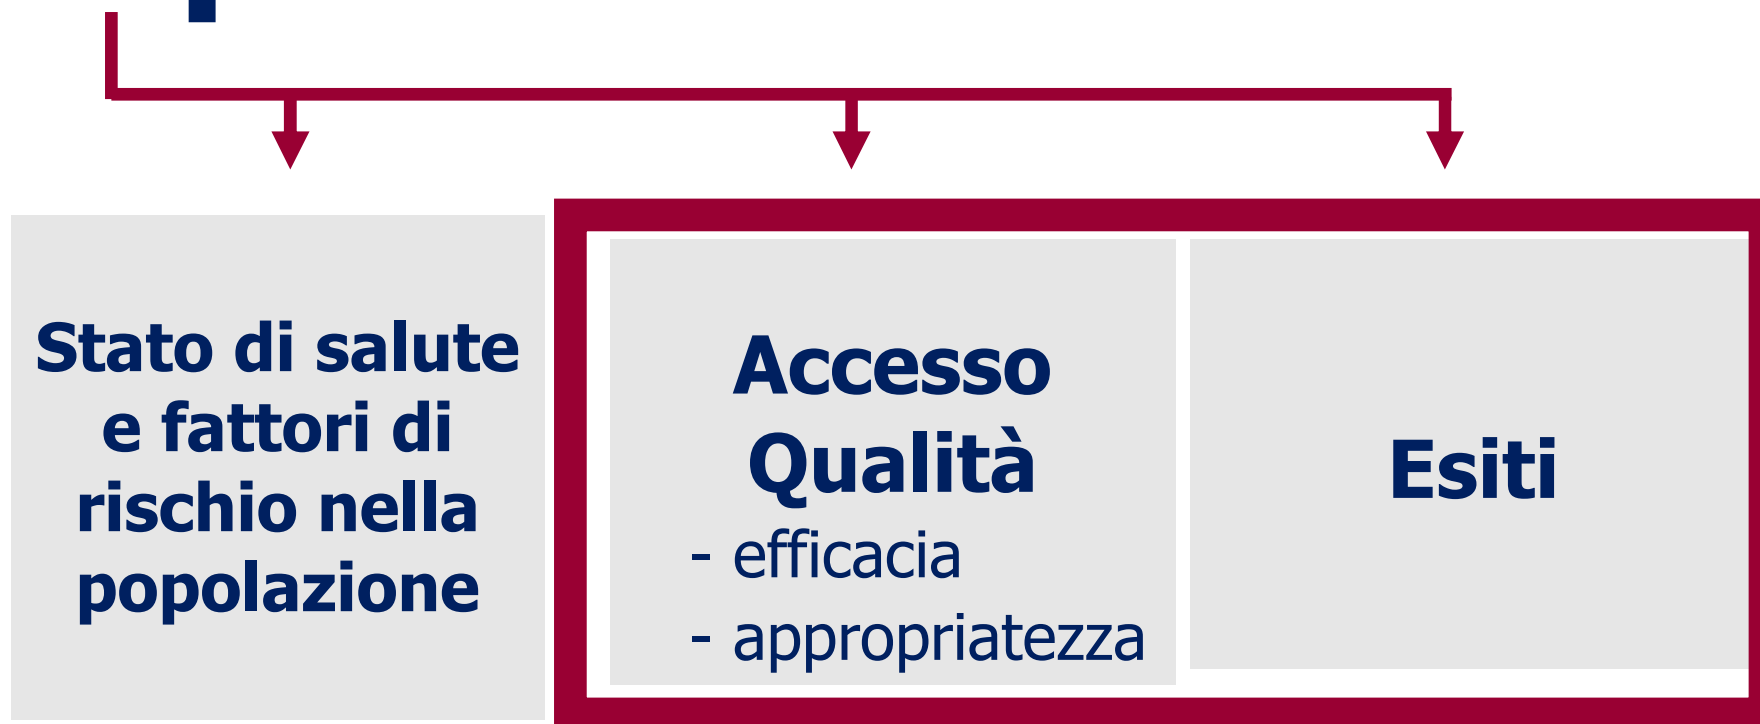 Stato di salute
e fattori di
rischio nella
popolazione
Accesso
Qualità
- efficacia
- appropriatezza
Esiti